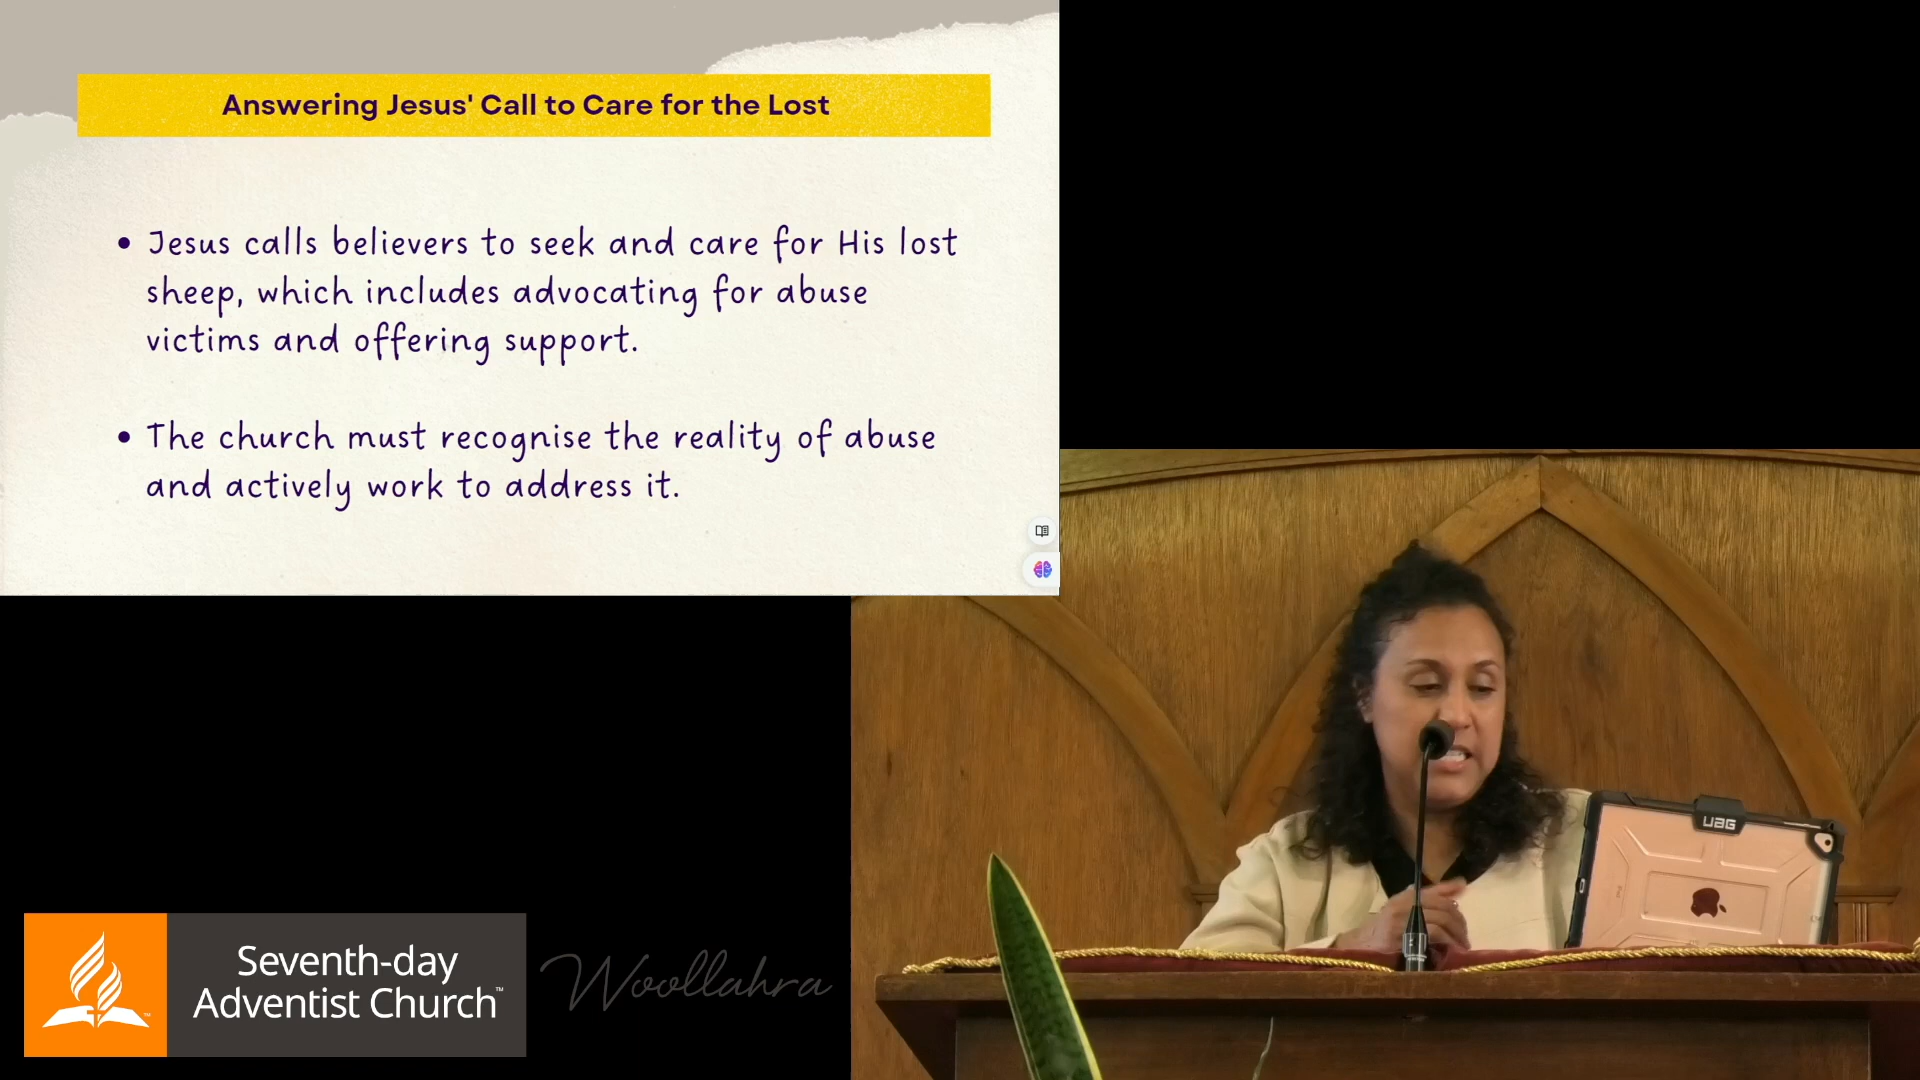 Answering Jesus' Call to Care for the Lost
• Jesus calls believers to seek and care for His lost
sheep, which includes advocating for abuse
victims and offering support.
• The church must recognise the reality of abuse
and actively work to address it.
UAG
Seventh-day
Adventist Church™
Woollahra